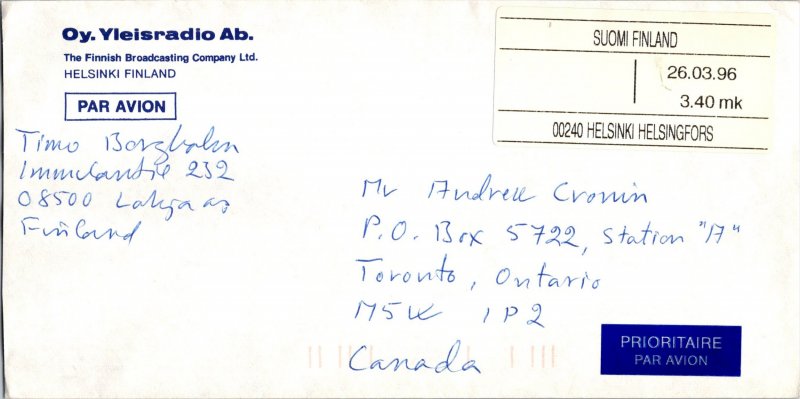 Oy. Yleisradio Ab.
The Finnish Broadcasting Company Ltd.
HELSINKI FINLAND
PAR AVION
Timo Borgholm
232
08500
Finland
SUOMI FINLAND
26.03.96
3.40 mk
00240 HELSINKI HELSINGFORS
Mr Andrew Cronin
P.O. Box 5722, Station "A"
Toronto, Ontario
M5W 1P2
Canada
PRIORITAIRE
PAR AVION